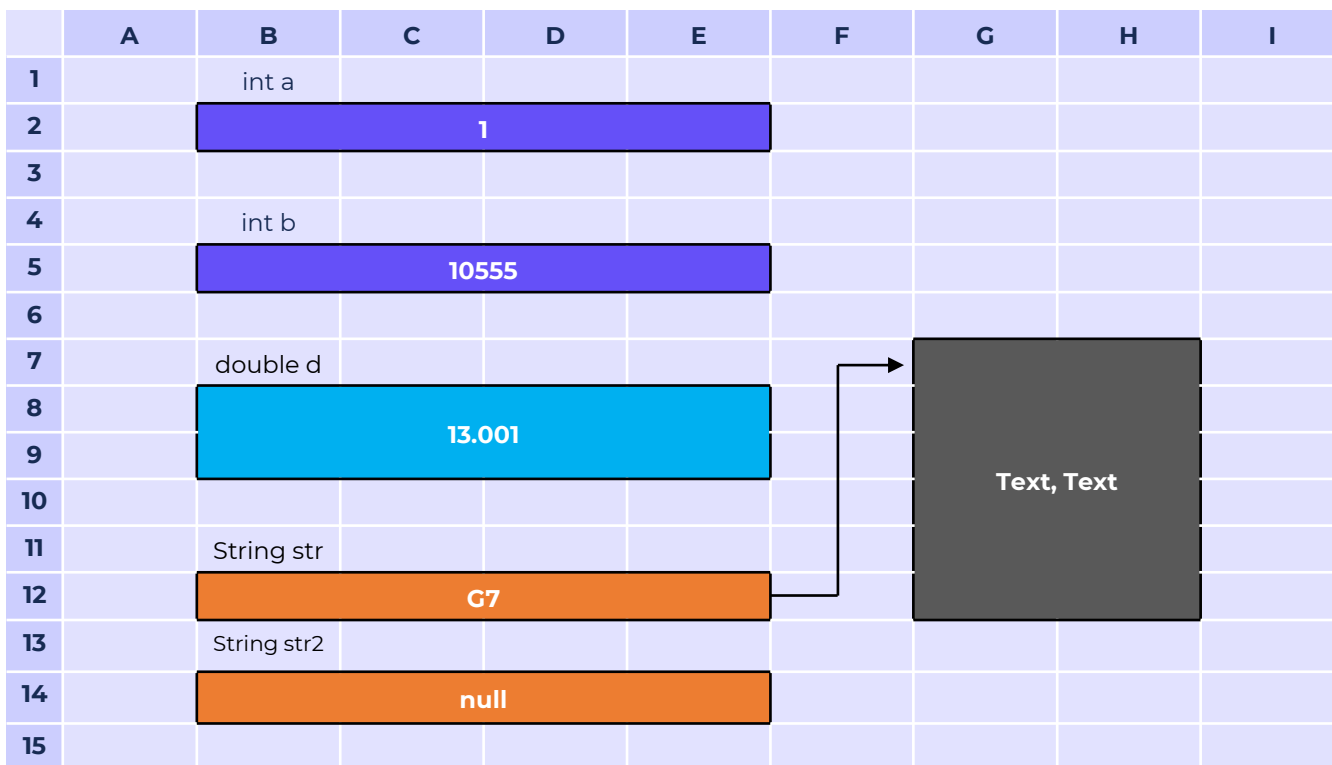 A B C D E F G H I
1 int a
2 1
3
4 int b
5 10555
6
7 double d
8
13.001
9
Text, Text
10
11 String str
12 G7
13 String str2
14 null
15